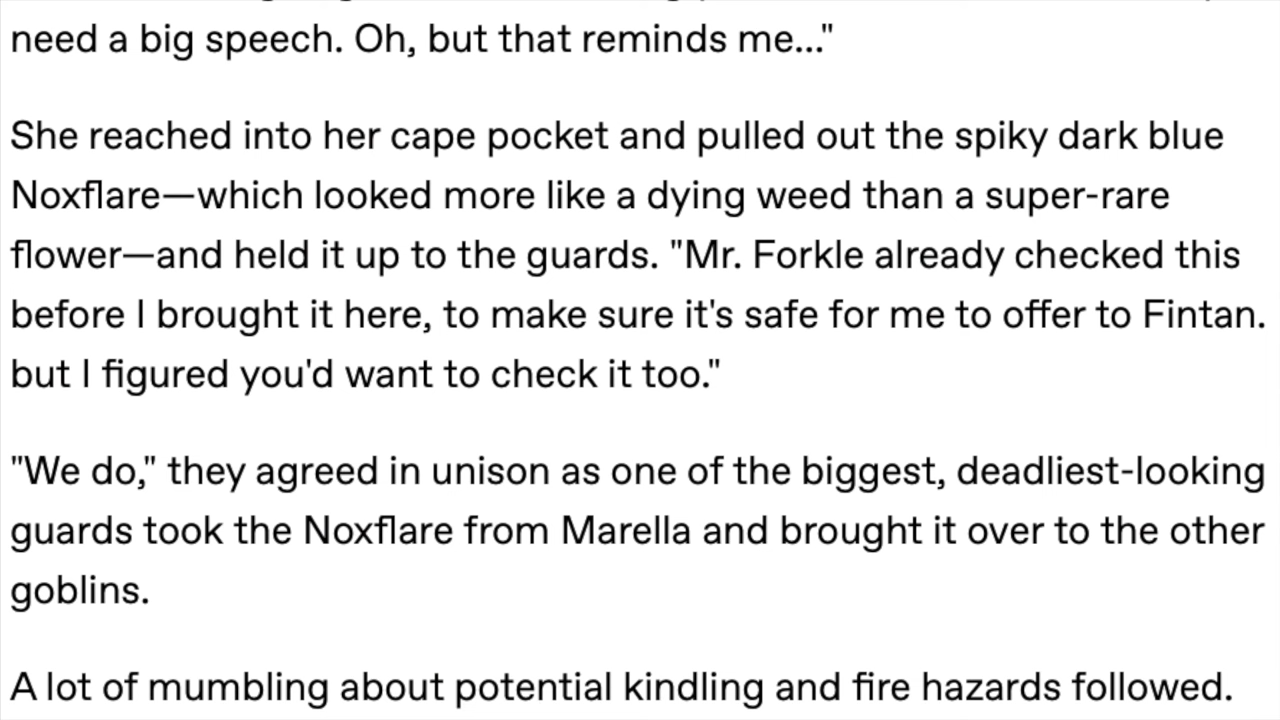 need a big speech. Oh, but that reminds me..."
She reached into her cape pocket and pulled out the spiky dark blue
Noxflare—which looked more like a dying weed than a super-rare
flower—and held it up to the guards. "Mr. Forkle already checked this
before I brought it here, to make sure it's safe for me to offer to Fintan.
but I figured you'd want to check it too."
"We do," they agreed in unison as one of the biggest, deadliest-looking
guards took the Noxflare from Marella and brought it over to the other
goblins.
A lot of mumbling about potential kindling and fire hazards followed.